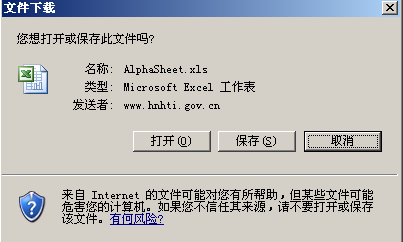 文件下载
您想打开或保存此文件吗?
名称: AlphaSheet.xls
类型: Microsoft Excel 工作表
发送者: www.hnhti.gov.cn
打开(O) 保存(S) 取消
来自 Internet 的文件可能对您有所帮助,但某些文件可能
危害您的计算机。如果您不信任其来源,请不要打开或保存
该文件。有何风险?